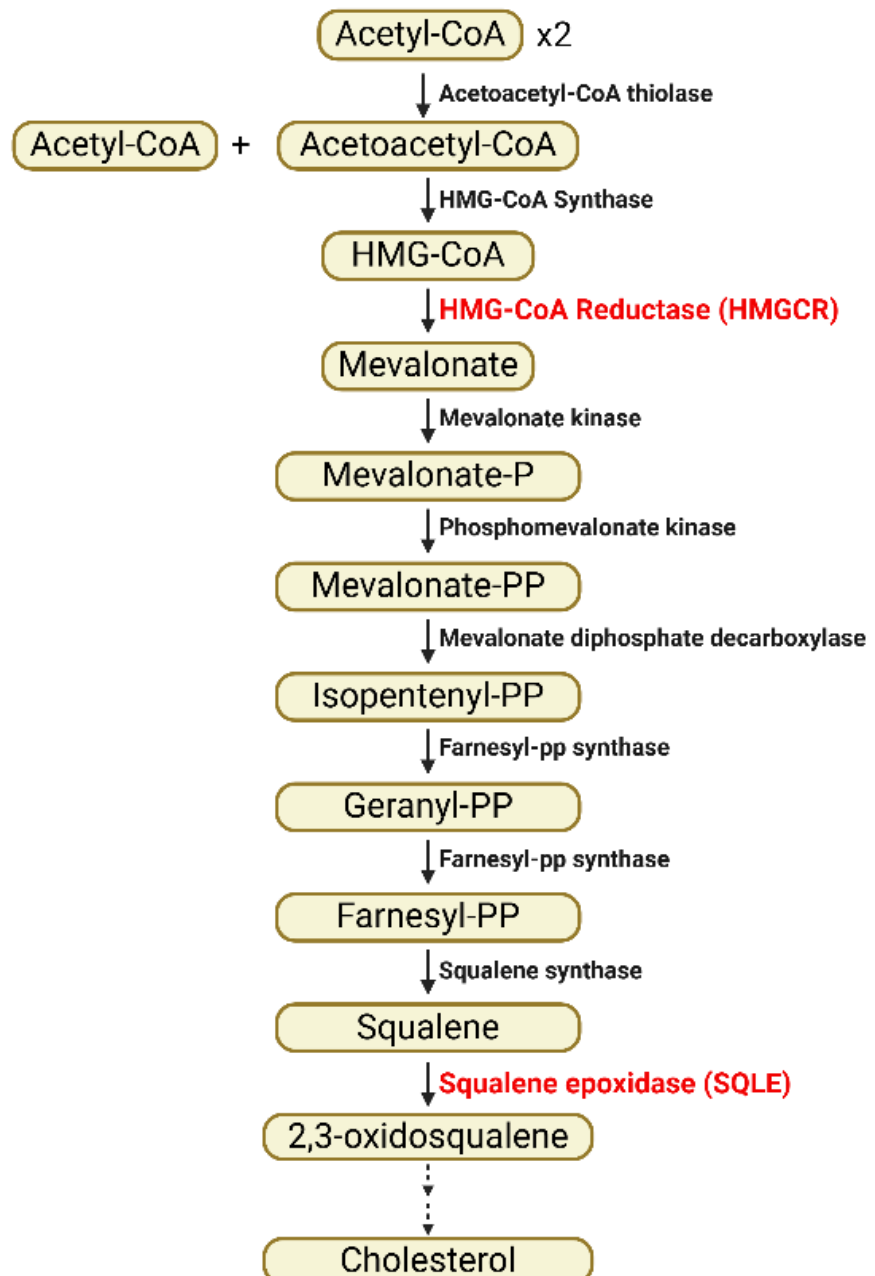 Acetyl-CoA x2
Acetoacetyl-CoA thiolase
Acetyl-CoA + Acetoacetyl-CoA
HMG-CoA Synthase
HMG-CoA
HMG-CoA Reductase (HMGCR)
Mevalonate
Mevalonate kinase
Mevalonate-P
Phosphomevalonate kinase
Mevalonate-PP
Mevalonate diphosphate decarboxylase
Isopentenyl-PP
Farnesyl-pp synthase
Geranyl-PP
Farnesyl-pp synthase
Farnesyl-PP
Squalene synthase
Squalene
Squalene epoxidase (SQLE)
2,3-oxidosqualene
Cholesterol